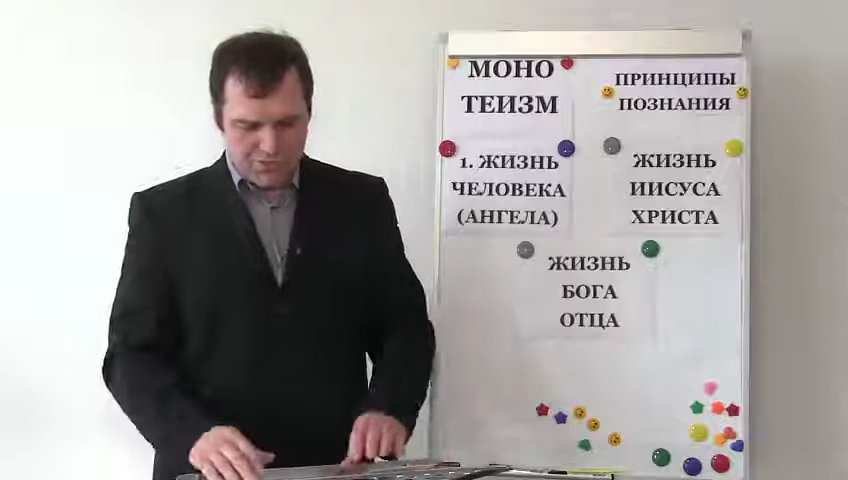 МОНО
ТЕИЗМ
ПРИНЦИПЫ
ПОЗНАНИЯ
1. ЖИЗНЬ
ЧЕЛОВЕКА
(АНГЕЛА)
ЖИЗНЬ
ИИСУСА
ХРИСТА
ЖИЗНЬ
БОГА
ОТЦА